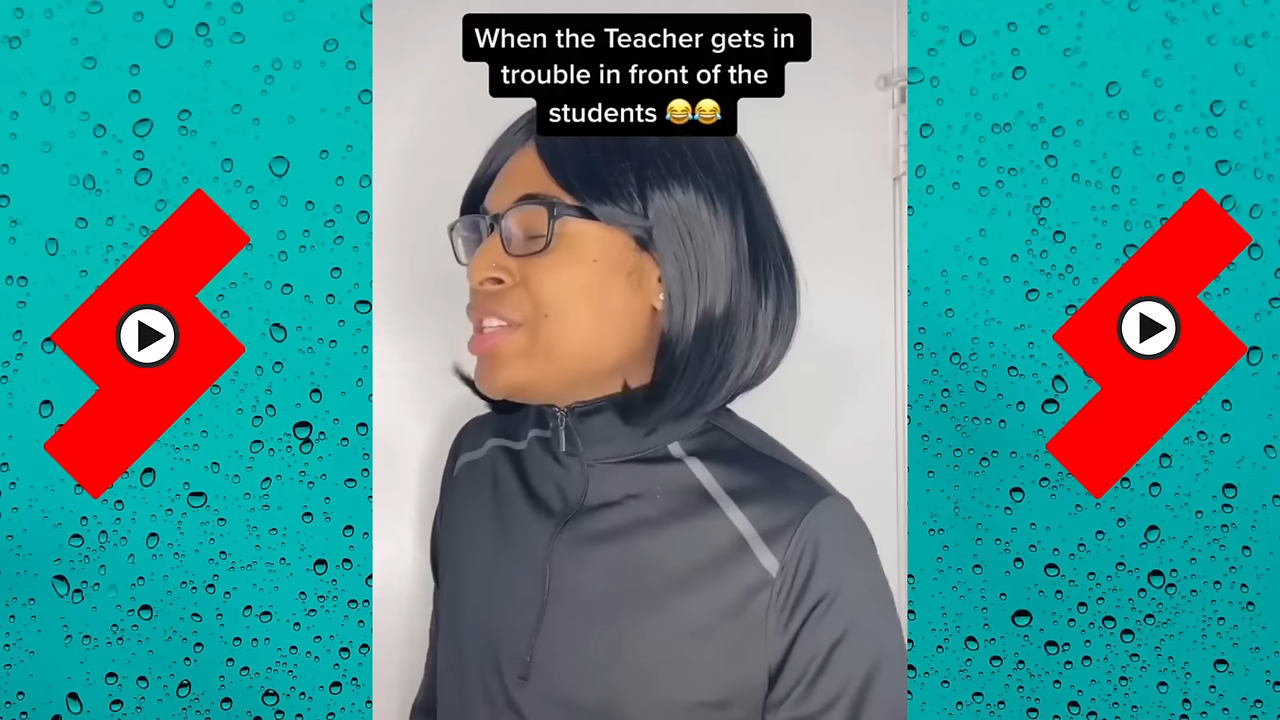 When the Teacher gets in
trouble in front of the
students 😂😂